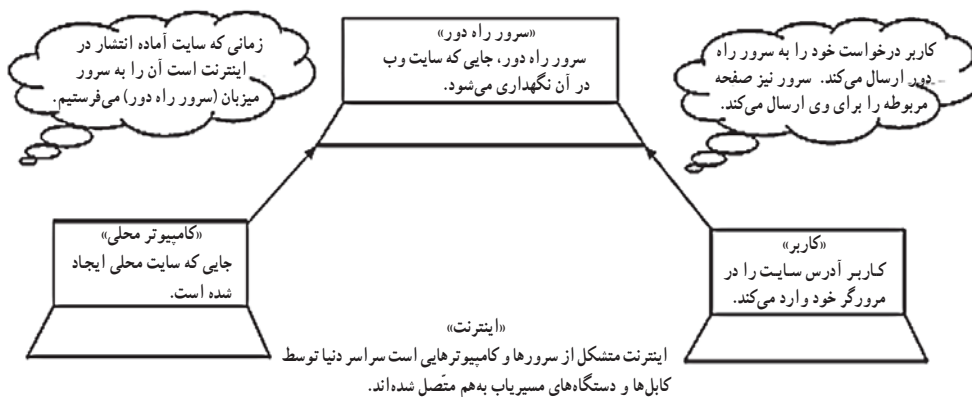 «سرور راه دور»
سرور راه دور، جایی که سایت وب
در آن نگهداری می‌شود.
کاربر درخواست خود را به سرور راه
دور ارسال می‌کند. سرور نیز صفحه
مربوطه را برای وی ارسال می‌کند.
زمانی که سایت آماده انتشار در
اینترنت است آن را به سرور
میزبان (سرور راه دور) می‌فرستیم.
«کاربر»
کاربر آدرس سایت را در
مرورگر خود وارد می‌کند.
«کامپیوتر محلی»
جایی که سایت محلی ایجاد
شده است.
«اینترنت»
اینترنت متشکل از سرورها و کامپیوترهایی است سراسر دنیا توسط
کابل‌ها و دستگاه‌های مسیریاب به‌هم متّصل شده‌اند.